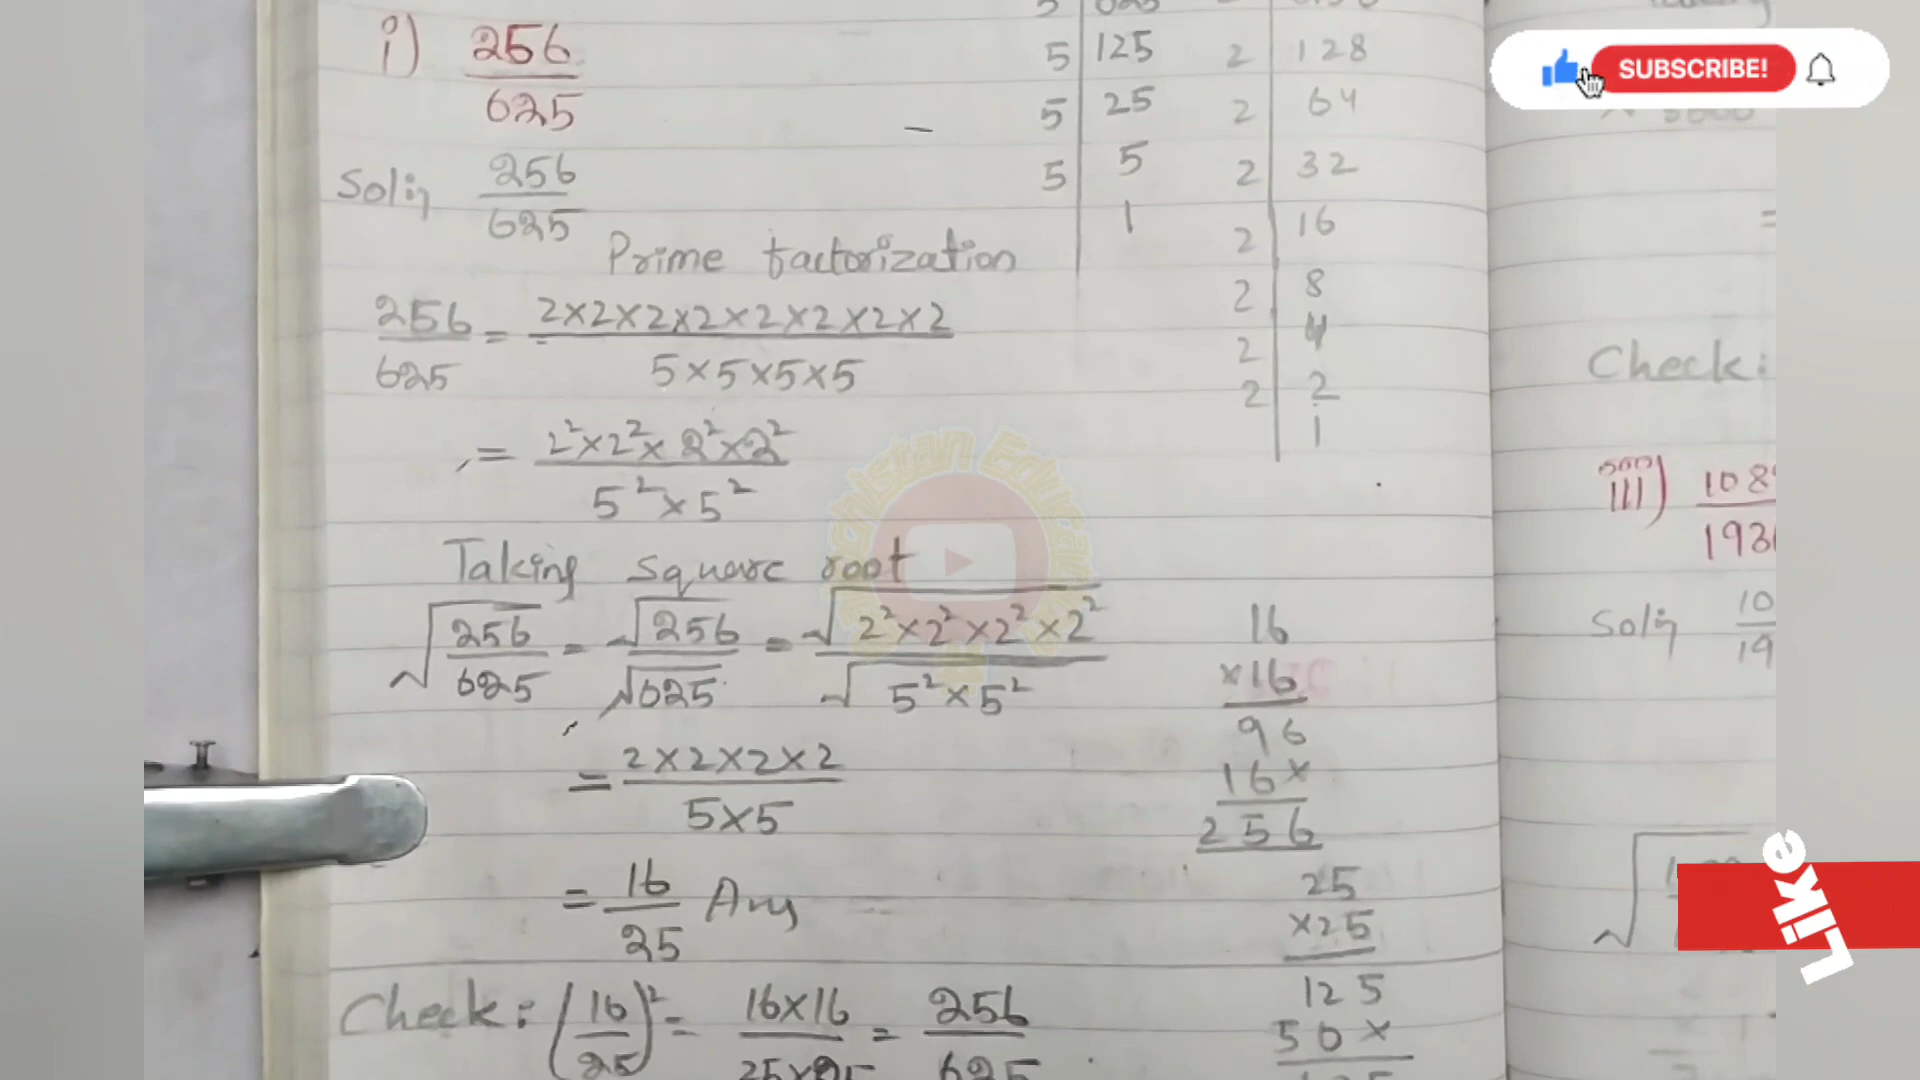 i) 256/625
Sol:n 256/625
Prime factorization
256/625 = 2×2×2×2×2×2×2×2 / 5×5×5×5
= 2²×2²×2²×2² / 5²×5²
Taking square root
√(256/625) = √256/√625 = √(2²×2²×2²×2²) / √(5²×5²)
= 2×2×2×2 / 5×5
= 16/25 Ans
Check: (16/25)² = 16×16 / 25×25 = 256/625
5 | 125
5 | 25
5 | 5
1
2 | 128
2 | 64
2 | 32
2 | 16
2 | 8
2 | 4
2 | 2
1
16
×16
96
16×
256
25
×25
125
50×
Check:
iii) 108
193
Sol:n 10
19
SUBSCRIBE!
Like